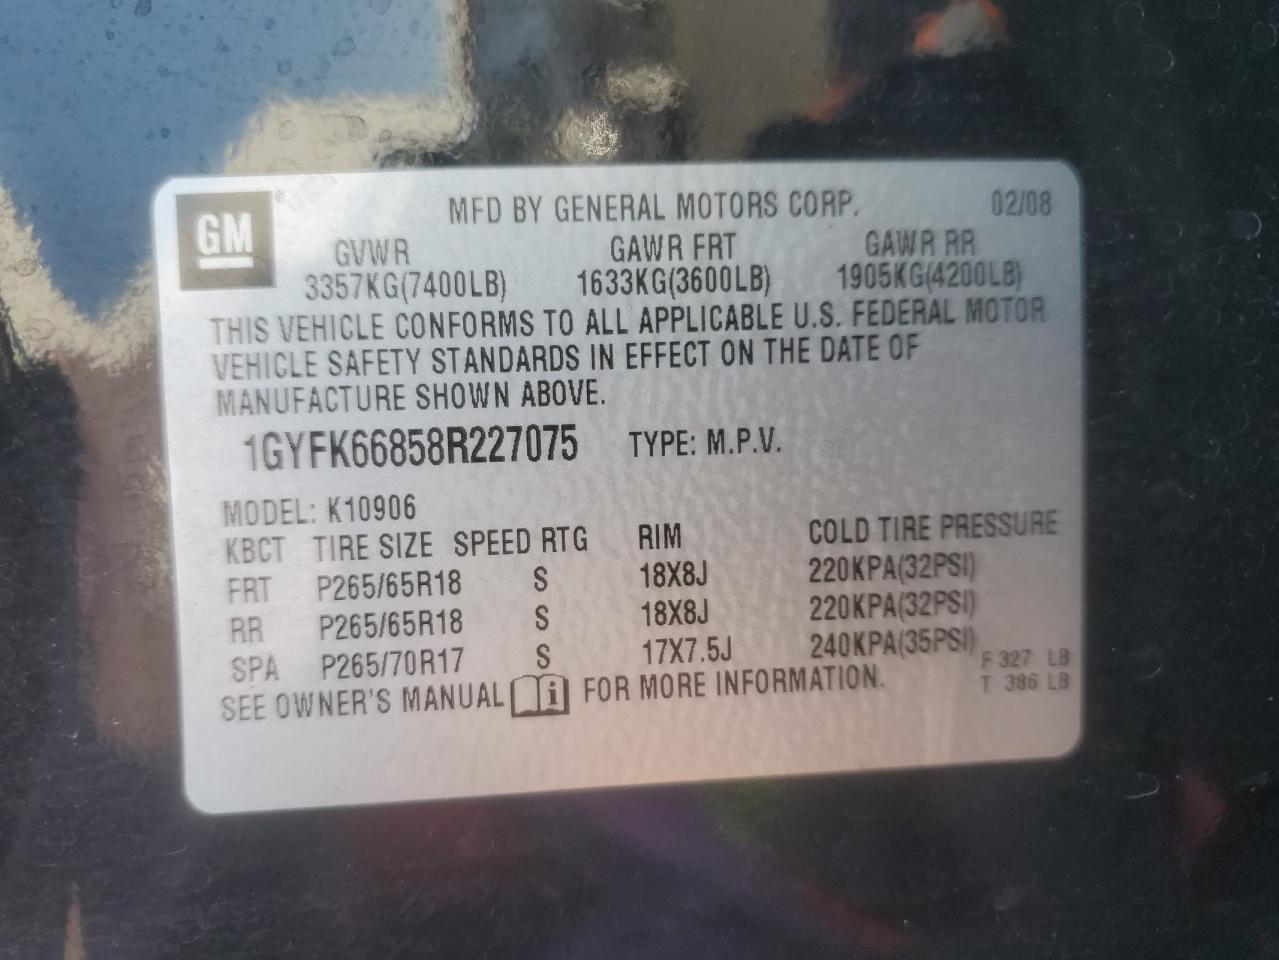 GM ® MFD BY GENERAL MOTORS CORP. 02/08
GVWR GAWR FRT GAWR RR
3357KG(7400LB) 1633KG(3600LB) 1905KG(4200LB)
THIS VEHICLE CONFORMS TO ALL APPLICABLE U.S. FEDERAL MOTOR
VEHICLE SAFETY STANDARDS IN EFFECT ON THE DATE OF
MANUFACTURE SHOWN ABOVE.
1GYFK66858R227075 TYPE: M.P.V.
MODEL: K10906
KBCT TIRE SIZE SPEED RTG RIM COLD TIRE PRESSURE
FRT P265/65R18 S 18X8J 220KPA(32PSI)
RR P265/65R18 S 18X8J 220KPA(32PSI)
SPA P265/70R17 S 17X7.5J 240KPA(35PSI)
F 327 LB
T 386 LB
SEE OWNER'S MANUAL i FOR MORE INFORMATION.